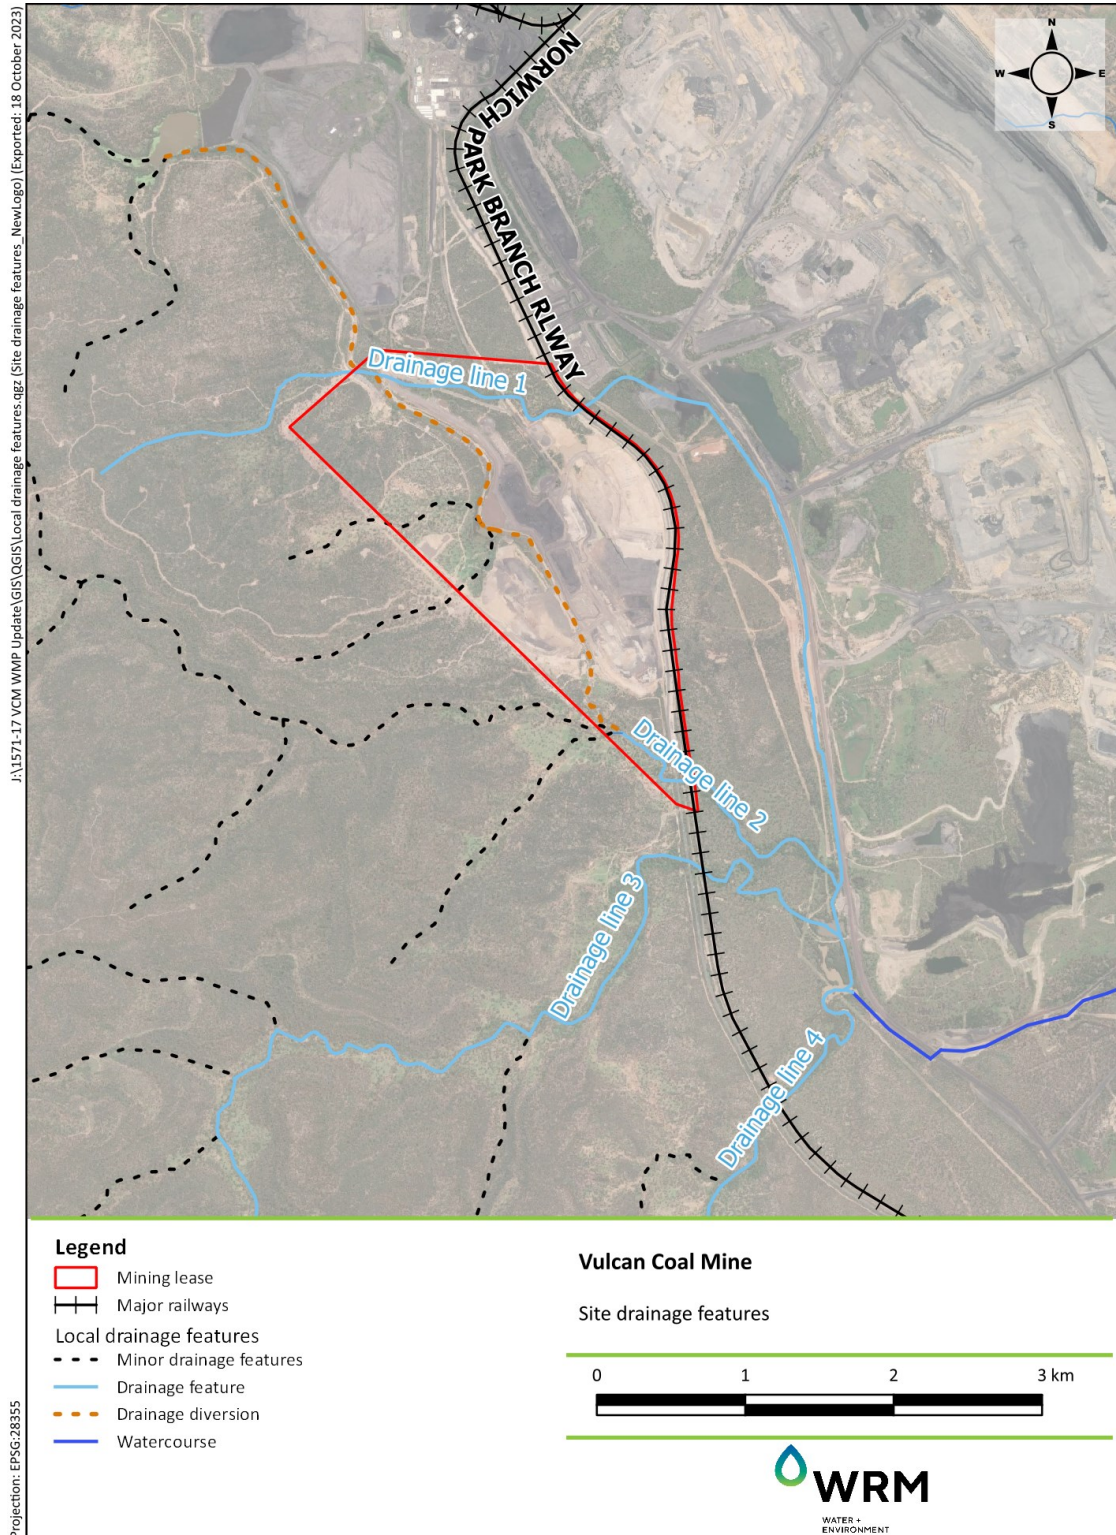 J:\1571-17 VCM WMP Update\GIS\QGIS\Local drainage features.qgz (Site drainage features_NewLogo) (Exported: 18 October 2023)
Projection: EPSG:28355
N
W E
S
NORWICH
PARK BRANCH RLWAY
Drainage line 1
Drainage line 2
Drainage line 3
Drainage line 4
Legend
Mining lease
Major railways
Local drainage features
Minor drainage features
Drainage feature
Drainage diversion
Watercourse
Vulcan Coal Mine
Site drainage features
0 1 2 3 km
WRM
WATER +
ENVIRONMENT